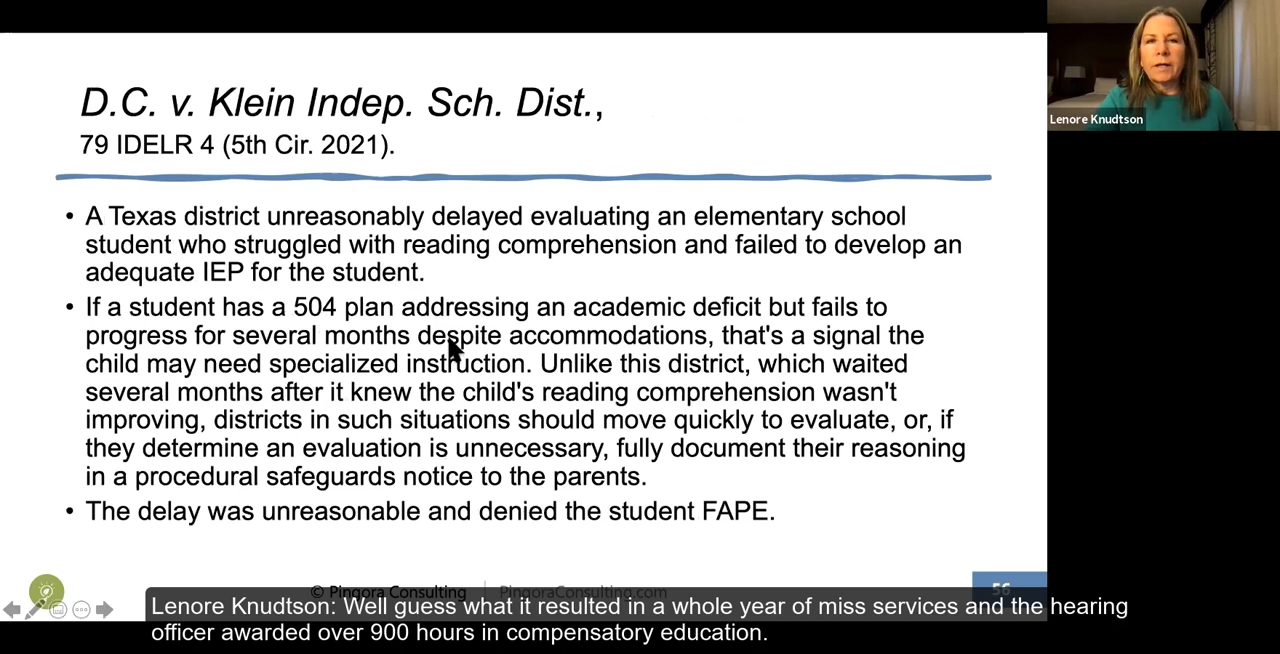 D.C. v. Klein Indep. Sch. Dist.,
79 IDELR 4 (5th Cir. 2021).
Lenore Knudtson
• A Texas district unreasonably delayed evaluating an elementary school
student who struggled with reading comprehension and failed to develop an
adequate IEP for the student.
• If a student has a 504 plan addressing an academic deficit but fails to
progress for several months despite accommodations, that's a signal the
child may need specialized instruction. Unlike this district, which waited
several months after it knew the child's reading comprehension wasn't
improving, districts in such situations should move quickly to evaluate, or, if
they determine an evaluation is unnecessary, fully document their reasoning
in a procedural safeguards notice to the parents.
• The delay was unreasonable and denied the student FAPE.
© Pingora Consulting | PingoraConsulting.com
56
Lenore Knudtson: Well guess what it resulted in a whole year of miss services and the hearing
officer awarded over 900 hours in compensatory education.